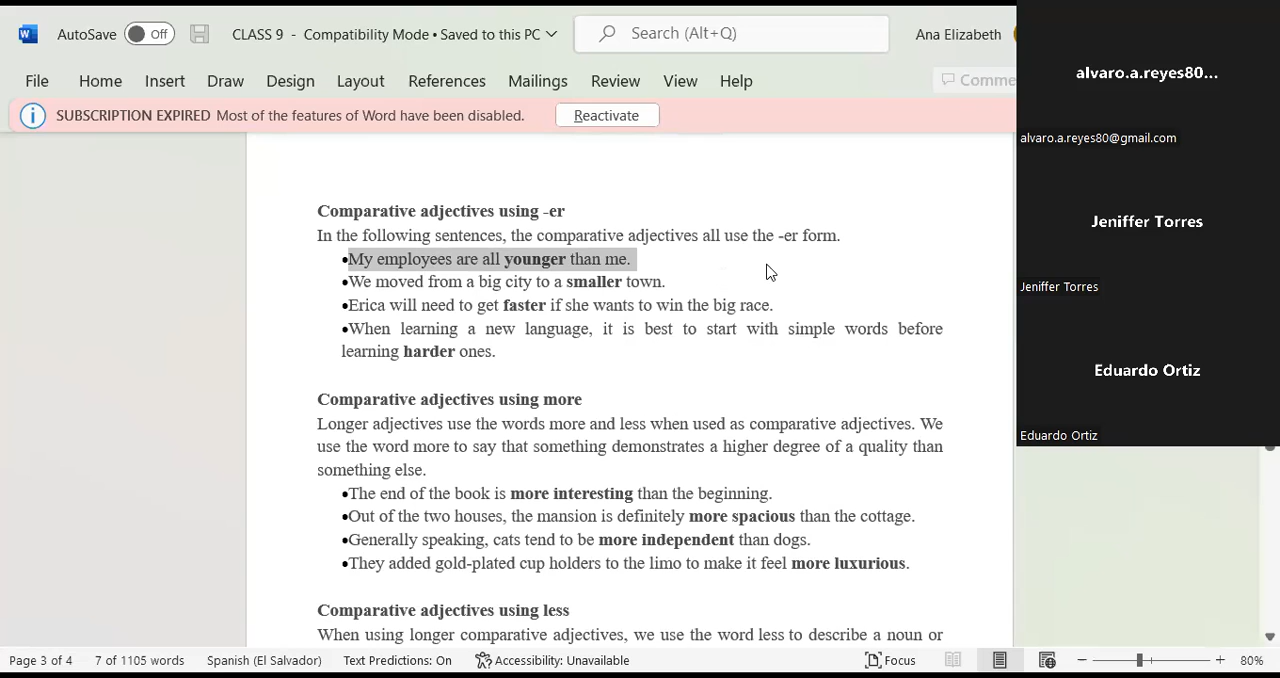 AutoSave Off CLASS 9 - Compatibility Mode • Saved to this PC Search (Alt+Q) Ana Elizabeth
File Home Insert Draw Design Layout References Mailings Review View Help Comme
SUBSCRIPTION EXPIRED Most of the features of Word have been disabled. Reactivate
Comparative adjectives using -er
In the following sentences, the comparative adjectives all use the -er form.
•My employees are all younger than me.
•We moved from a big city to a smaller town.
•Erica will need to get faster if she wants to win the big race.
•When learning a new language, it is best to start with simple words before
learning harder ones.
Comparative adjectives using more
Longer adjectives use the words more and less when used as comparative adjectives. We
use the word more to say that something demonstrates a higher degree of a quality than
something else.
•The end of the book is more interesting than the beginning.
•Out of the two houses, the mansion is definitely more spacious than the cottage.
•Generally speaking, cats tend to be more independent than dogs.
•They added gold-plated cup holders to the limo to make it feel more luxurious.
Comparative adjectives using less
When using longer comparative adjectives, we use the word less to describe a noun or
Page 3 of 4 7 of 1105 words Spanish (El Salvador) Text Predictions: On Accessibility: Unavailable Focus 80%
alvaro.a.reyes80...
alvaro.a.reyes80@gmail.com
Jeniffer Torres
Jeniffer Torres
Eduardo Ortiz
Eduardo Ortiz